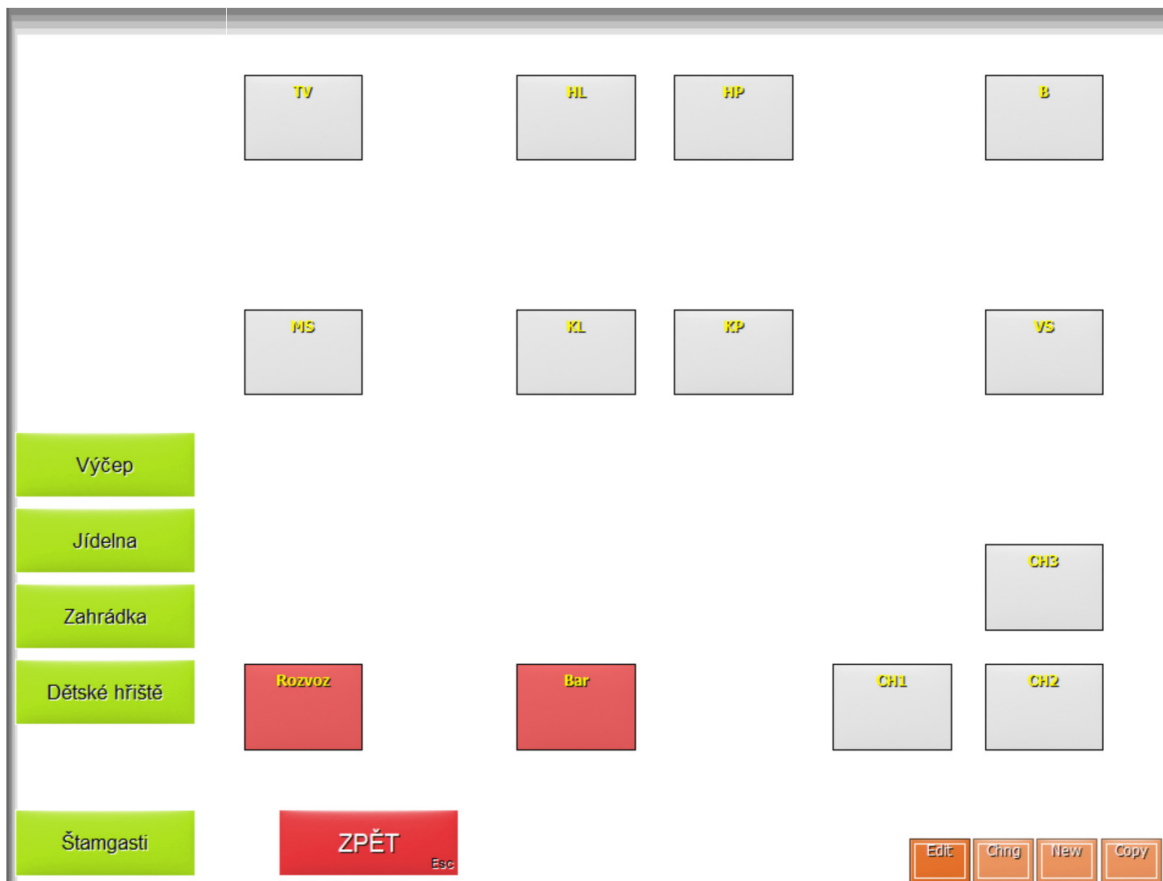 TV
HL
HP
B
MS
KL
KP
VS
Výčep
Jídelna
Zahrádka
Dětské hřiště
Štamgasti
CH3
Rozvoz
Bar
CH1
CH2
ZPĚT
Esc
Edit
Chng
New
Copy